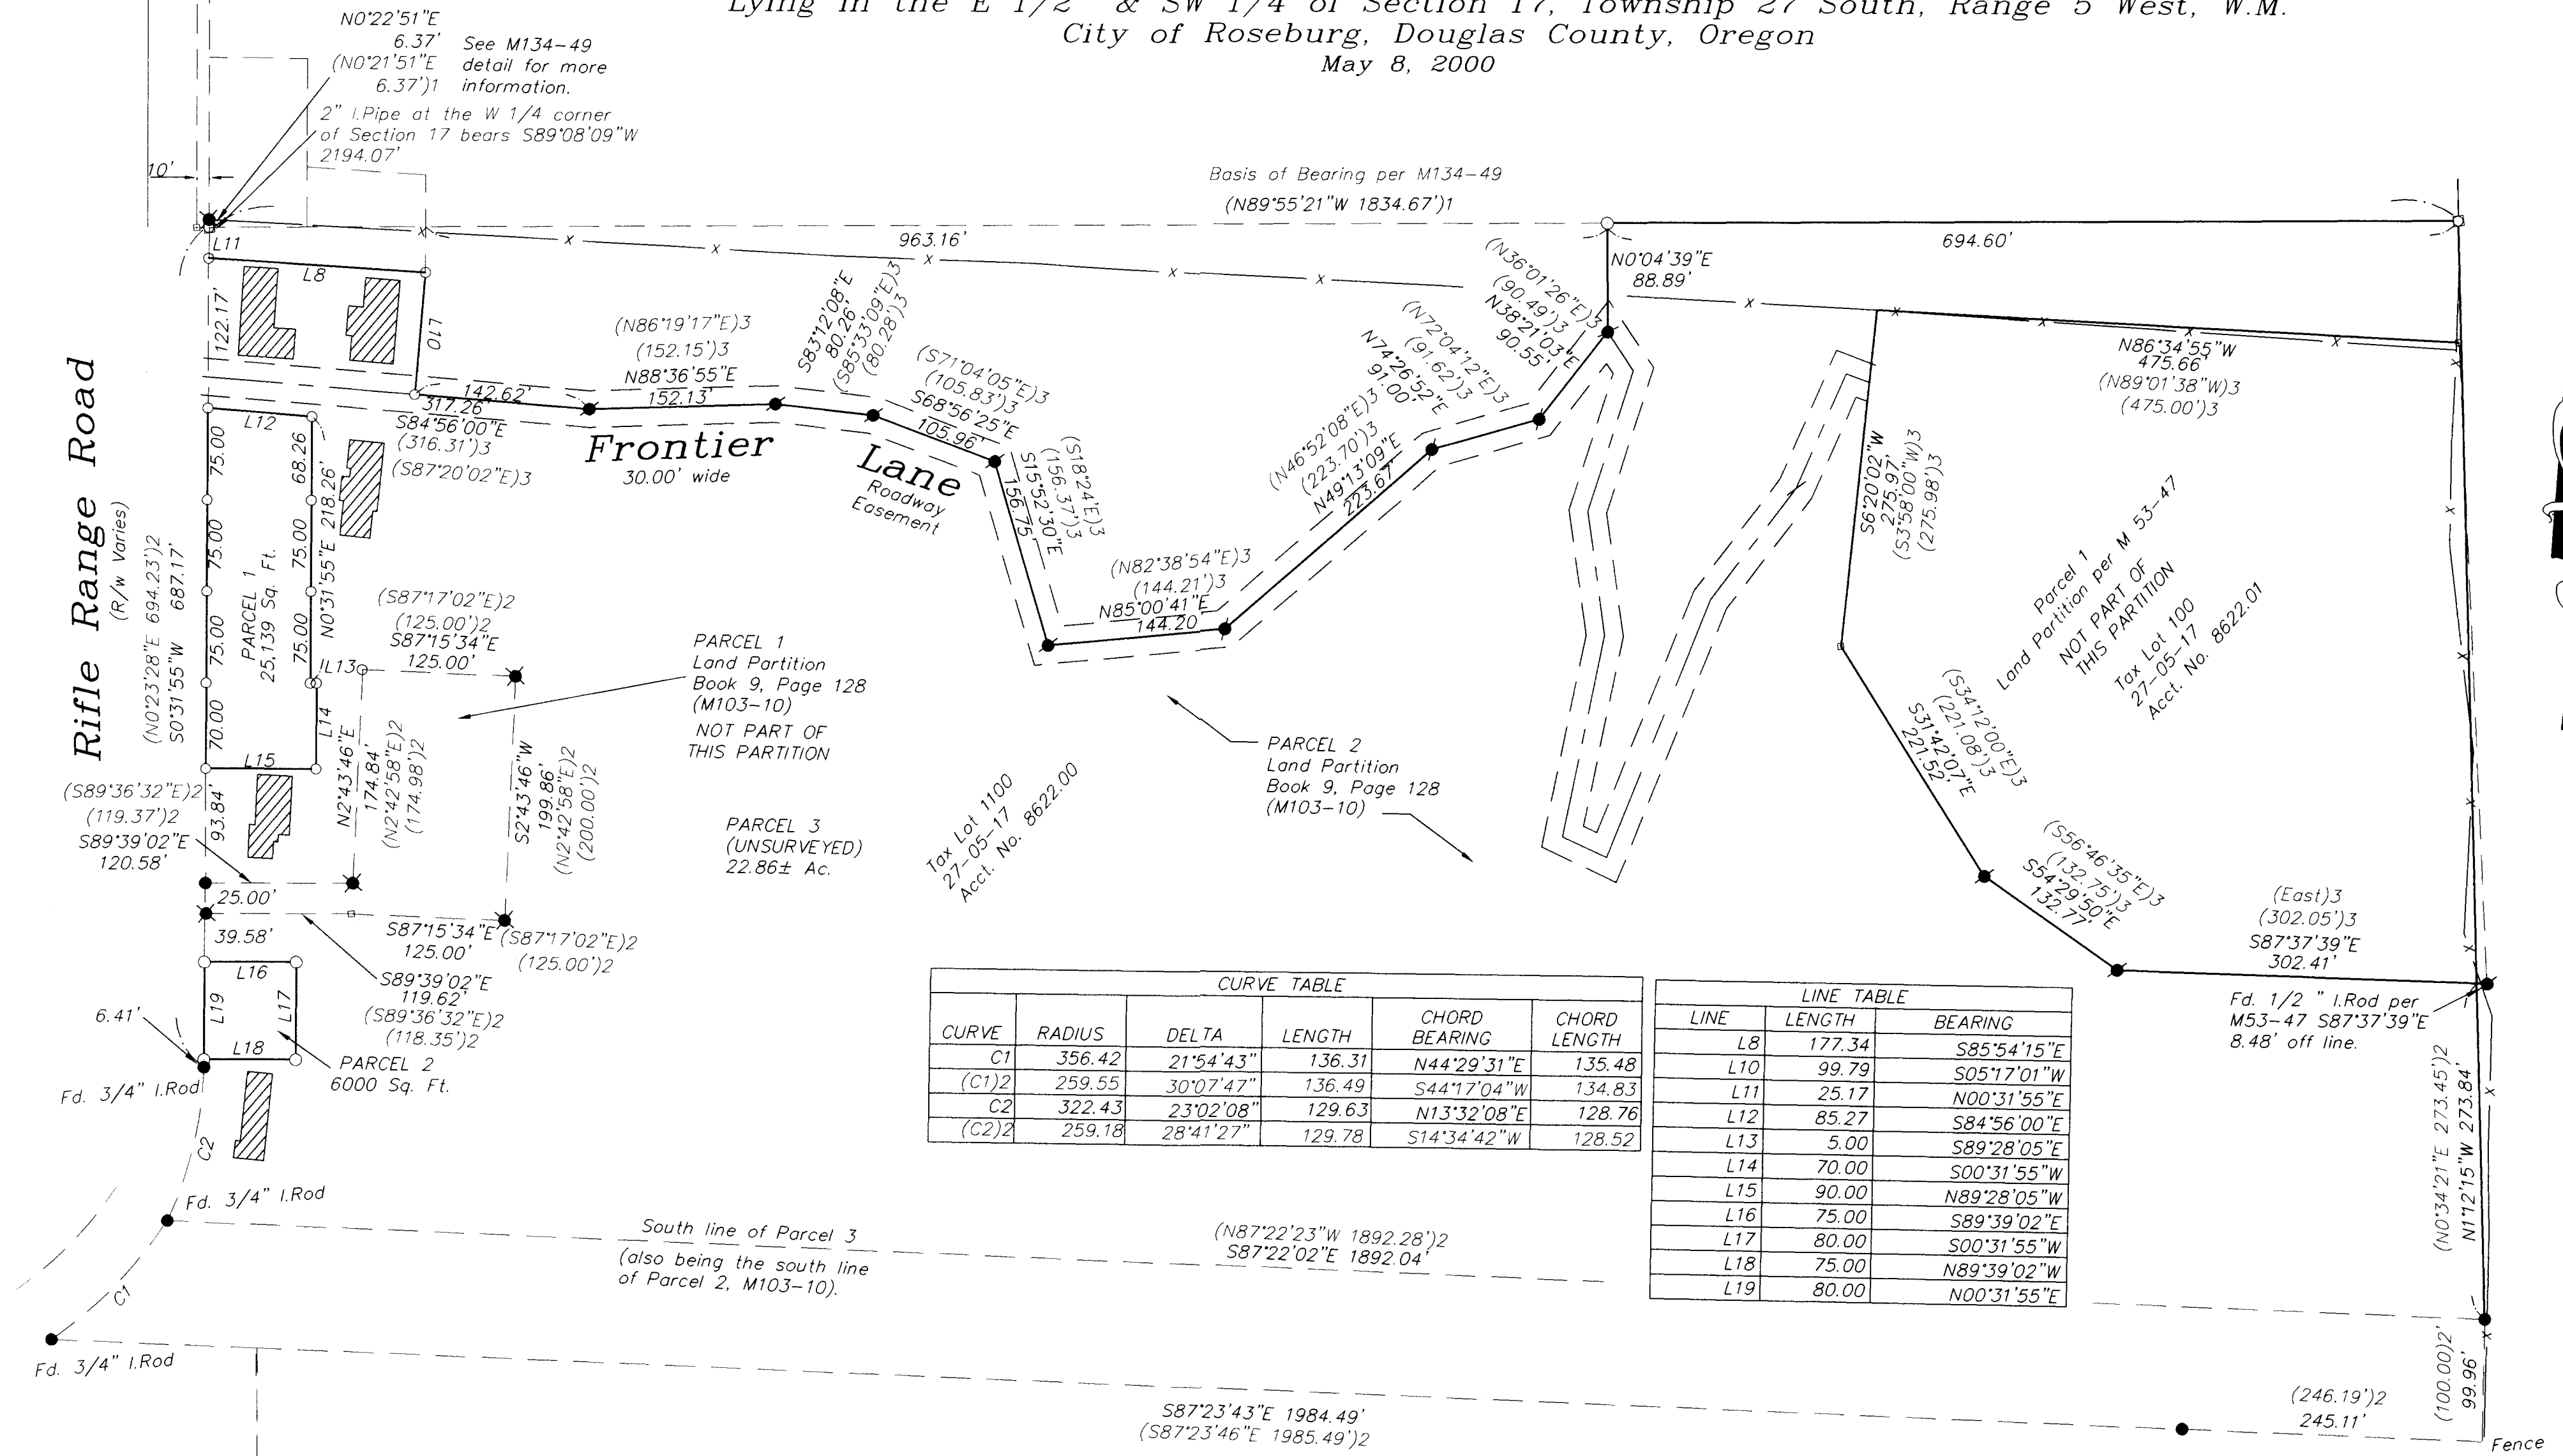 Lying in the E 1/2 & SW 1/4 of Section 17, Township 27 South, Range 5 West, W.M.
City of Roseburg, Douglas County, Oregon
May 8, 2000
N0°22'51"E
6.37'
(N0°21'51"E
6.37')1
See M134-49
detail for more
information.
2" I.Pipe at the W 1/4 corner
of Section 17 bears S89°08'09"W
2194.07'
10'
Basis of Bearing per M134-49
(N89°55'21"W 1834.67')1
963.16'
694.60'
N0°04'39"E
88.89'
L11
L8
122.17'
L10
(N86°19'17"E)3
(152.15')3
N88°36'55"E
152.13'
S83°12'08"E
80.26'
(S85°33'09"E)3
(80.28')3
(S71°04'05"E)3
(105.83')3
S68°56'25"E
105.96'
(S18°24'E)3
(156.37')3
S15°52'30"E
156.75'
(N82°38'54"E)3
(144.21')3
N85°00'41"E
144.20'
(N46°52'08"E)3
(223.70')3
N49°13'09"E
223.67'
(N72°04'12"E)3
(91.62')3
N74°26'52"E
91.00'
(N36°01'26"E)3
(90.49')3
N38°21'03"E
90.55'
142.62'
317.26'
S84°56'00"E
(316.31')3
(S87°20'02"E)3
Frontier
30.00' wide
Lane
Roadway
Easement
N86°34'55"W
475.66'
(N89°01'38"W)3
(475.00')3
S6°20'02"W
275.97'
(S3°58'00"W)3
(275.98')3
Parcel 1
Land Partition per M 53-47
NOT PART OF
THIS PARTITION
Tax Lot 100
27-05-17
Acct. No. 8622.01
(S34°12'00"E)3
(221.08')3
S31°42'07"E
221.52'
(S56°46'35"E)3
(132.75')3
S54°29'50"E
132.77'
(East)3
(302.05')3
S87°37'39"E
302.41'
Fd. 1/2 " I.Rod per
M53-47 S87°37'39"E
8.48' off line.
Rifle Range Road
(R/w Varies)
(N0°23'28"E 694.23')2
S0°31'55"W 687.17'
L12
75.00
75.00
75.00
70.00
PARCEL 1
25,139 Sq. Ft.
68.26
75.00
75.00
N0°31'55"E 218.26'
L13
L14
L15
93.84'
(S87°17'02"E)2
(125.00')2
S87°15'34"E
125.00'
N2°43'46"E
174.84'
(N2°42'58"E)2
(174.98')2
S2°43'46"W
199.86'
(N2°42'58"E)2
(200.00')2
PARCEL 1
Land Partition
Book 9, Page 128
(M103-10)
NOT PART OF
THIS PARTITION
PARCEL 3
(UNSURVEYED)
22.86± Ac.
Tax Lot 1100
27-05-17
Acct. No. 8622.00
PARCEL 2
Land Partition
Book 9, Page 128
(M103-10)
(S89°36'32"E)2
(119.37')2
S89°39'02"E
120.58'
25.00'
39.58'
S87°15'34"E
125.00'
(S87°17'02"E)2
(125.00')2
S89°39'02"E
119.62'
(S89°36'32"E)2
(118.35')2
L16
L19
L17
L18
6.41'
PARCEL 2
6000 Sq. Ft.
Fd. 3/4" I.Rod
C2
Fd. 3/4" I.Rod
C1
Fd. 3/4" I.Rod
CURVE TABLE
CURVE RADIUS DELTA LENGTH CHORD BEARING CHORD LENGTH
C1 356.42 21°54'43" 136.31 N44°29'31"E 135.48
(C1)2 259.55 30°07'47" 136.49 S44°17'04"W 134.83
C2 322.43 23°02'08" 129.63 N13°32'08"E 128.76
(C2)2 259.18 28°41'27" 129.78 S14°34'42"W 128.52
LINE TABLE
LINE LENGTH BEARING
L8 177.34 S85°54'15"E
L10 99.79 S05°17'01"W
L11 25.17 N00°31'55"E
L12 85.27 S84°56'00"E
L13 5.00 S89°28'05"E
L14 70.00 S00°31'55"W
L15 90.00 N89°28'05"W
L16 75.00 S89°39'02"E
L17 80.00 S00°31'55"W
L18 75.00 N89°39'02"W
L19 80.00 N00°31'55"E
South line of Parcel 3
(also being the south line
of Parcel 2, M103-10).
(N87°22'23"W 1892.28')2
S87°22'02"E 1892.04'
(N0°34'21"E 273.45')2
N1°12'15"W 273.84'
(100.00)2'
99.96'
(246.19')2
245.11'
S87°23'43"E 1984.49'
(S87°23'46"E 1985.49')2
Fence